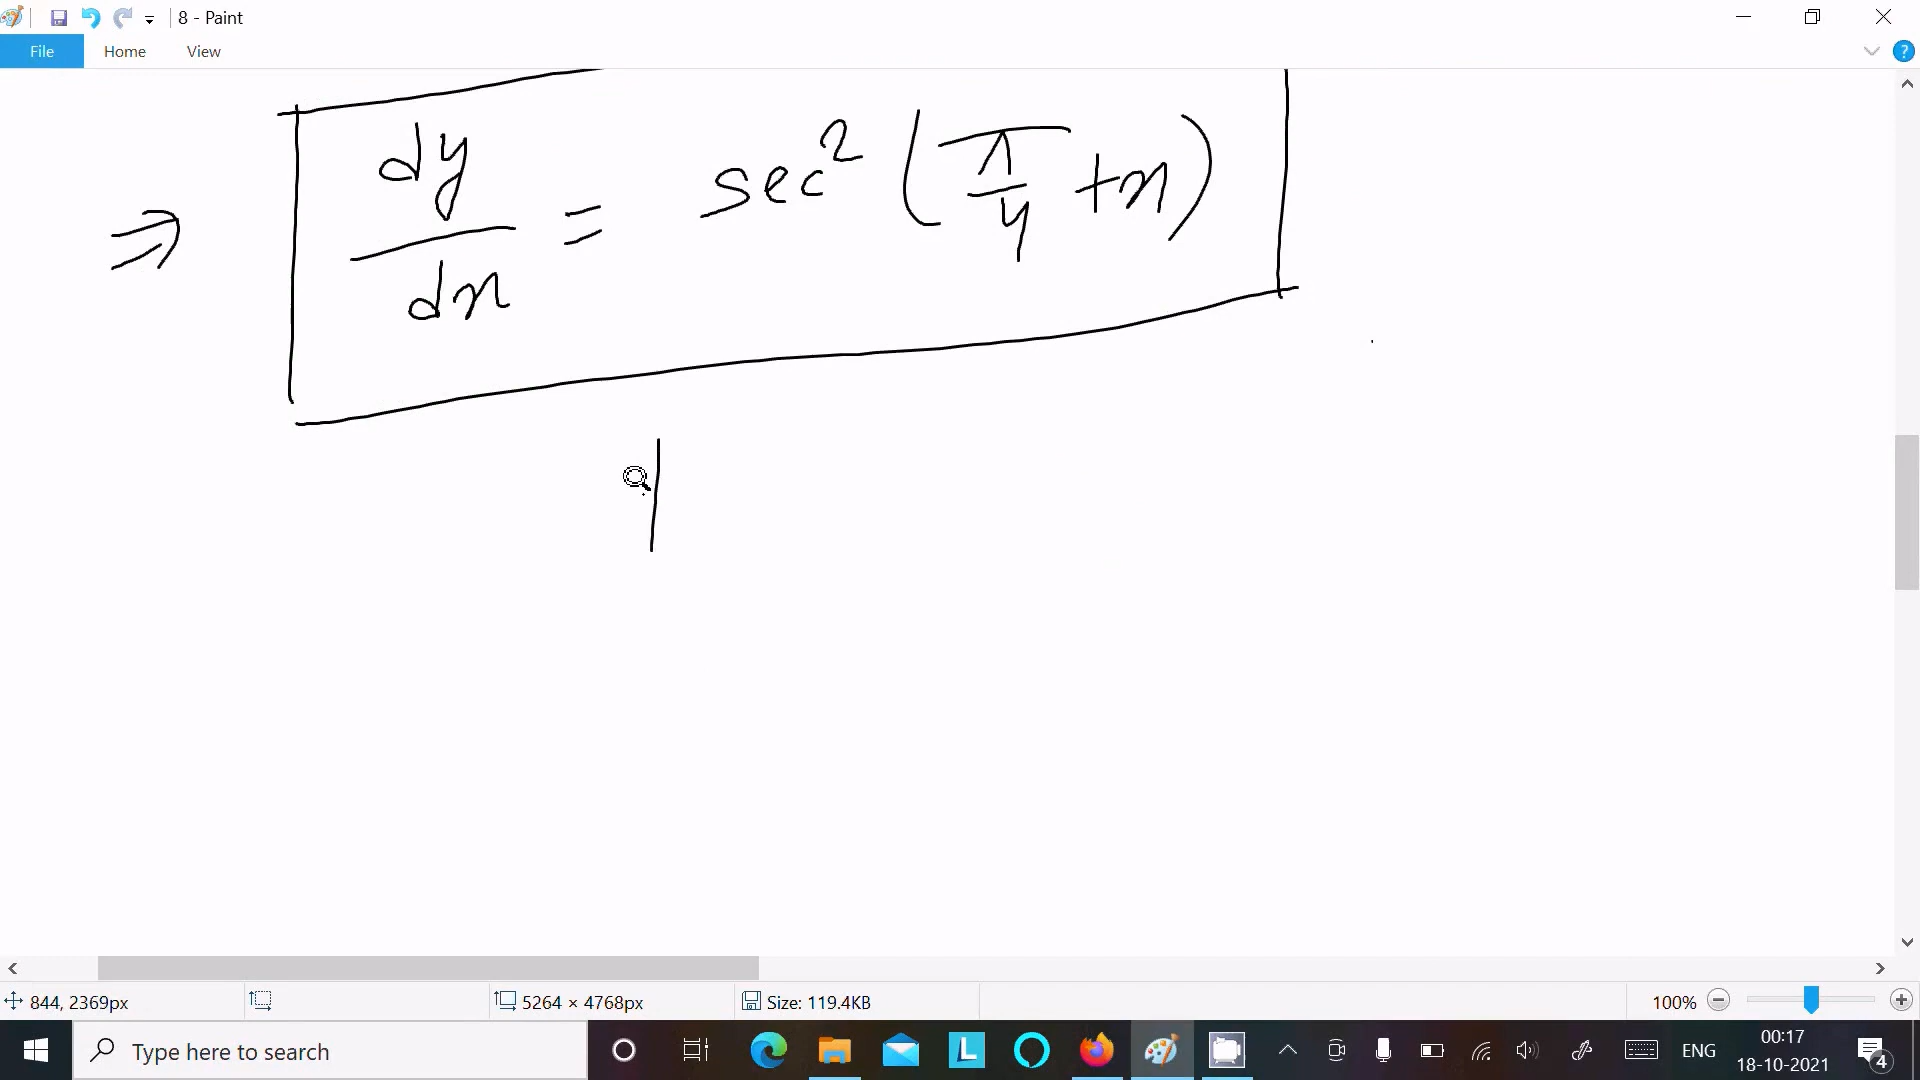 8 - Paint
File Home View
⇒ dy/dx = sec² (π/4 + x)
844, 2369px
5264 × 4768px
Size: 119.4KB
100%
Type here to search
L
ENG
00:17
18-10-2021
4